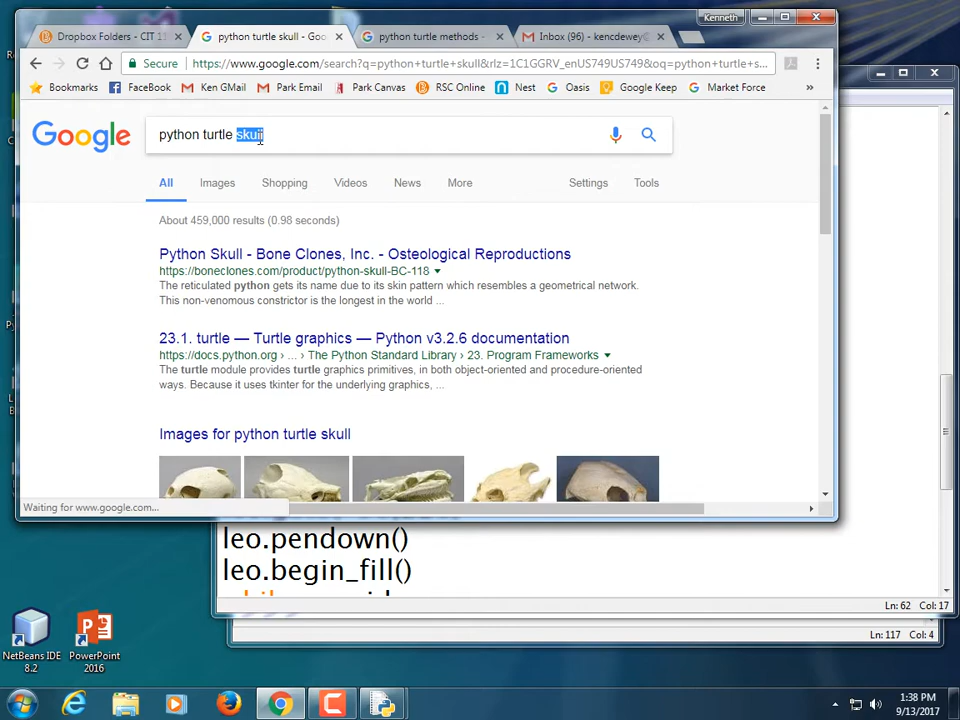 Kenneth
Dropbox Folders - CIT 11
python turtle skull - Goo
python turtle methods -
Inbox (96) - kencdewey@
Secure
https://www.google.com/search?q=python+turtle+skull&rlz=1C1GGRV_enUS749US749&oq=python+turtle+s...
Bookmarks
FaceBook
Ken GMail
Park Email
Park Canvas
RSC Online
Nest
Oasis
Google Keep
Market Force
»
Google
python turtle skull
All
Images
Shopping
Videos
News
More
Settings
Tools
About 459,000 results (0.98 seconds)
Python Skull - Bone Clones, Inc. - Osteological Reproductions
https://boneclones.com/product/python-skull-BC-118
The reticulated python gets its name due to its skin pattern which resembles a geometrical network.
This non-venomous constrictor is the longest in the world ...
23.1. turtle — Turtle graphics — Python v3.2.6 documentation
https://docs.python.org › ... › The Python Standard Library › 23. Program Frameworks
The turtle module provides turtle graphics primitives, in both object-oriented and procedure-oriented
ways. Because it uses tkinter for the underlying graphics, ...
Images for python turtle skull
Waiting for www.google.com...
leo.pendown()
leo.begin_fill()
Ln: 62 Col: 17
Ln: 117 Col: 4
NetBeans IDE
8.2
PowerPoint
2016
1:38 PM
9/13/2017